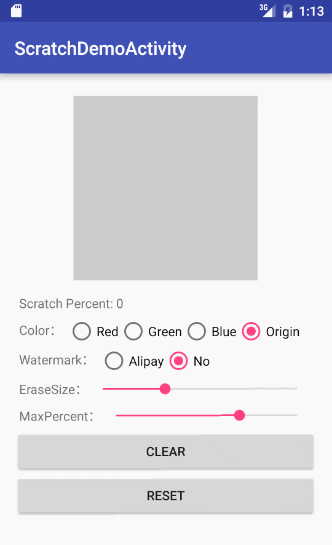 3G 1:13
ScratchDemoActivity
Scratch Percent: 0
Color： Red Green Blue Origin
Watermark： Alipay No
EraseSize：
MaxPercent：
CLEAR
RESET